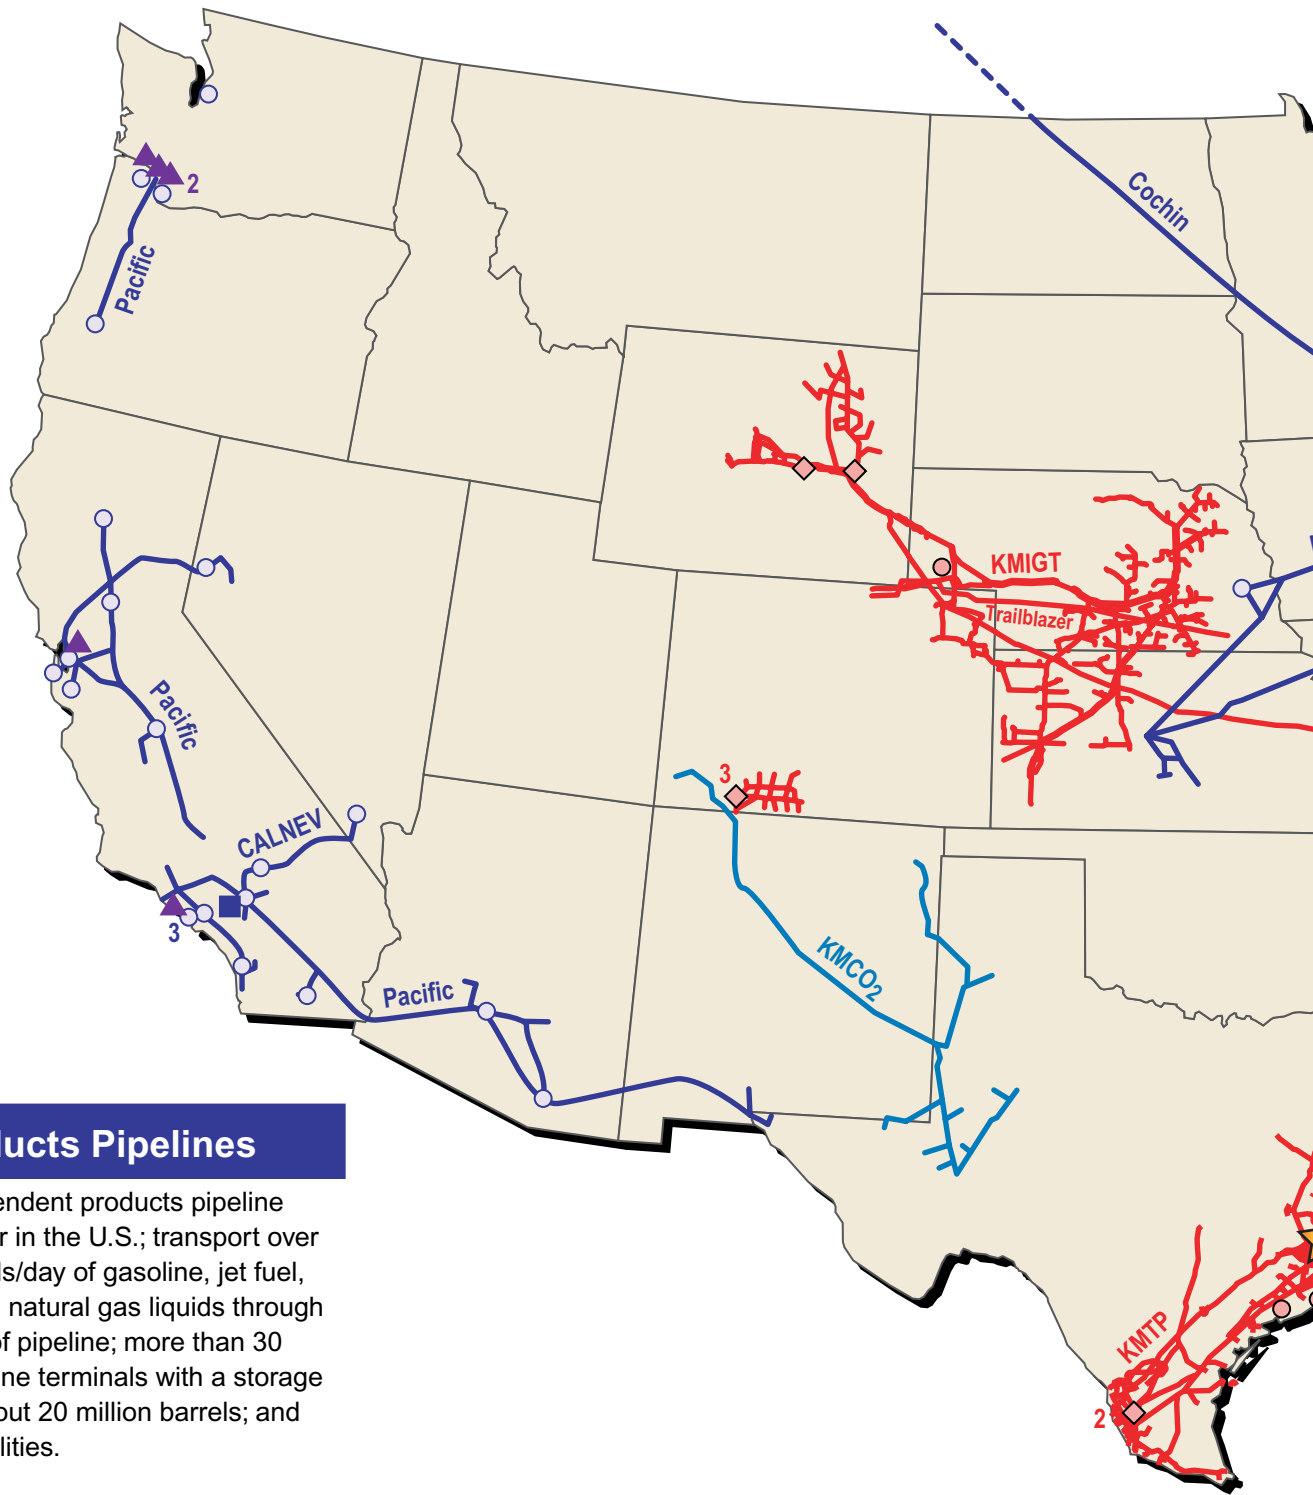 Cochin
2
Pacific
KMIGT
Trailblazer
Pacific
3
CALNEV
3
KMCO2
Pacific
ducts Pipelines
endent products pipeline
r in the U.S.; transport over
ls/day of gasoline, jet fuel,
natural gas liquids through
of pipeline; more than 30
ine terminals with a storage
out 20 million barrels; and
lities.
KMTP
2